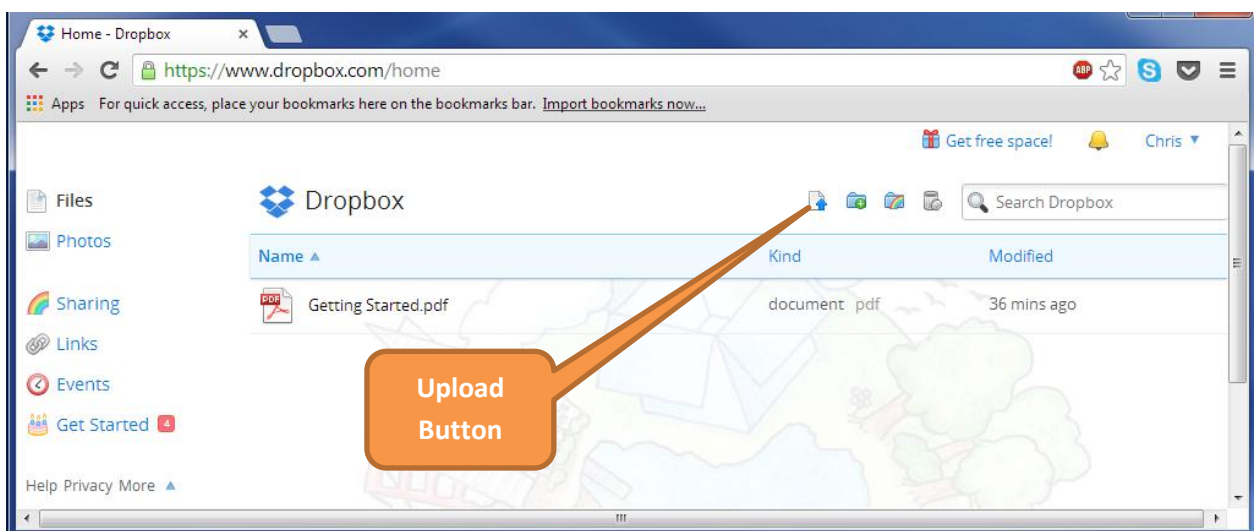 Home - Dropbox
https://www.dropbox.com/home
ABP
Apps For quick access, place your bookmarks here on the bookmarks bar. Import bookmarks now...
Get free space! Chris
Files
Dropbox
Search Dropbox
Photos
Name Kind Modified
Sharing
PDF Getting Started.pdf document pdf 36 mins ago
Links
Events
Get Started 4
Upload
Button
Help Privacy More